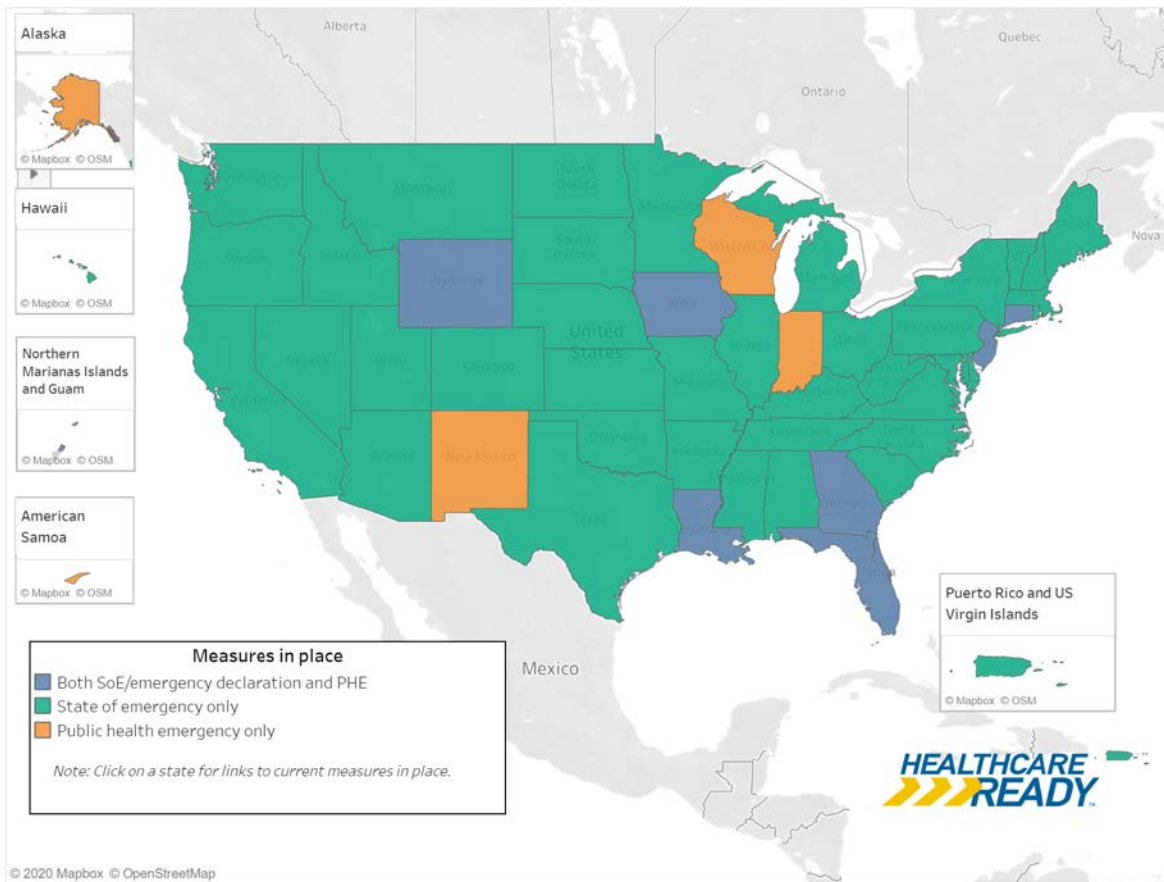 Alaska
© Mapbox © OSM
Hawaii
© Mapbox © OSM
Northern
Marianas Islands
and Guam
© Mapbox © OSM
American
Samoa
© Mapbox © OSM
Alberta
Ontario
Quebec
Nova
Washington
Montana
North
Dakota
Minnesota
Oregon
Idaho
Wyoming
South
Dakota
Wisconsin
Michigan
Maine
New York
Iowa
Nevada
Utah
Colorado
United
States
Illinois
Ohio
Pennsylvania
California
Missouri
Kentucky
West
Virginia
Arizona
New Mexico
Oklahoma
Arkansas
Tennessee
North
Carolina
Texas
Mississippi
Louisiana
Georgia
Florida
Mexico
Puerto Rico and US
Virgin Islands
© Mapbox © OSM
Measures in place
Both SoE/emergency declaration and PHE
State of emergency only
Public health emergency only
Note: Click on a state for links to current measures in place.
HEALTHCARE
READY
© 2020 Mapbox © OpenStreetMap